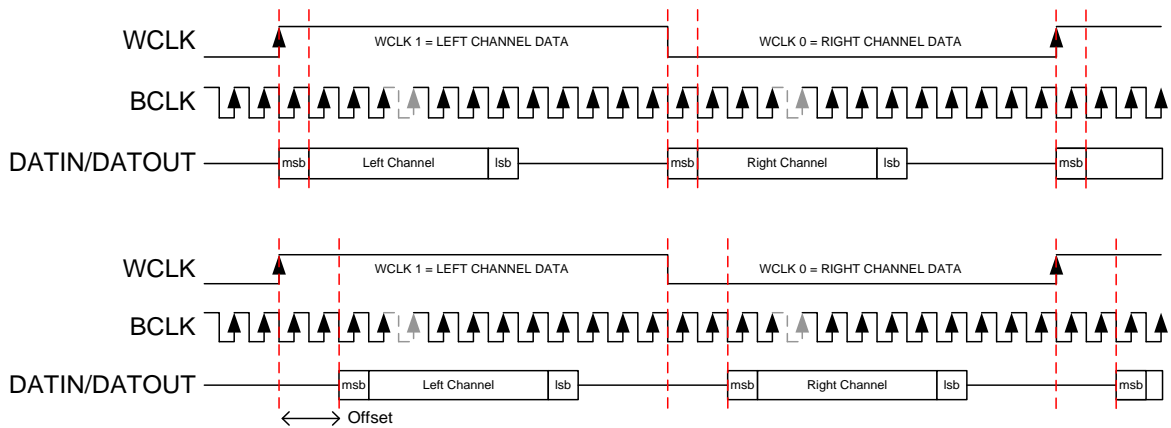 WCLK
WCLK 1 = LEFT CHANNEL DATA
WCLK 0 = RIGHT CHANNEL DATA
BCLK
DATIN/DATOUT
msb
Left Channel
lsb
msb
Right Channel
lsb
msb
WCLK
WCLK 1 = LEFT CHANNEL DATA
WCLK 0 = RIGHT CHANNEL DATA
BCLK
DATIN/DATOUT
msb
Left Channel
lsb
msb
Right Channel
lsb
msb
Offset